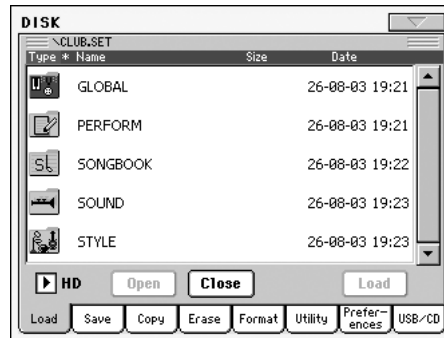 DISK
\CLUB.SET
Type * Name Size Date
GLOBAL 26-08-03 19:21
PERFORM 26-08-03 19:21
SL SONGBOOK 26-08-03 19:22
SOUND 26-08-03 19:23
STYLE 26-08-03 19:23
HD Open Close Load
Load Save Copy Erase Format Utility Prefer-ences USB/CD